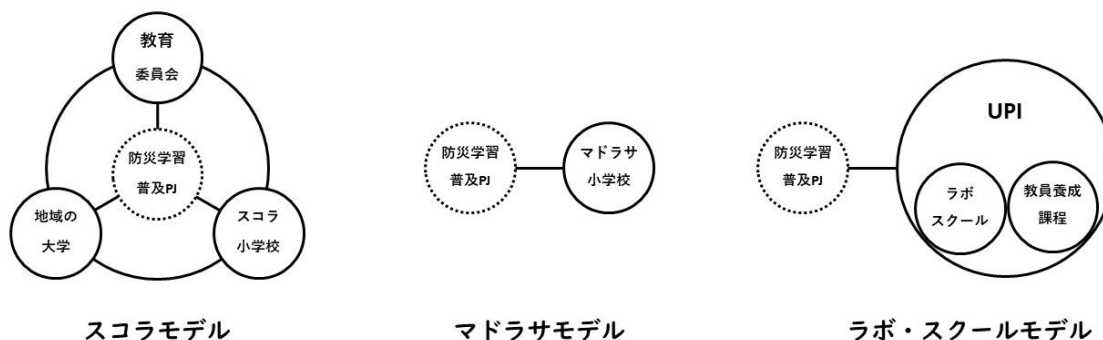 教育
委員会
防災学習
普及PJ
地域の
大学
スコラ
小学校
スコラモデル
防災学習
普及PJ
マドラサ
小学校
マドラサモデル
UPI
防災学習
普及PJ
ラボ
スクール
教員養成
課程
ラボ・スクールモデル